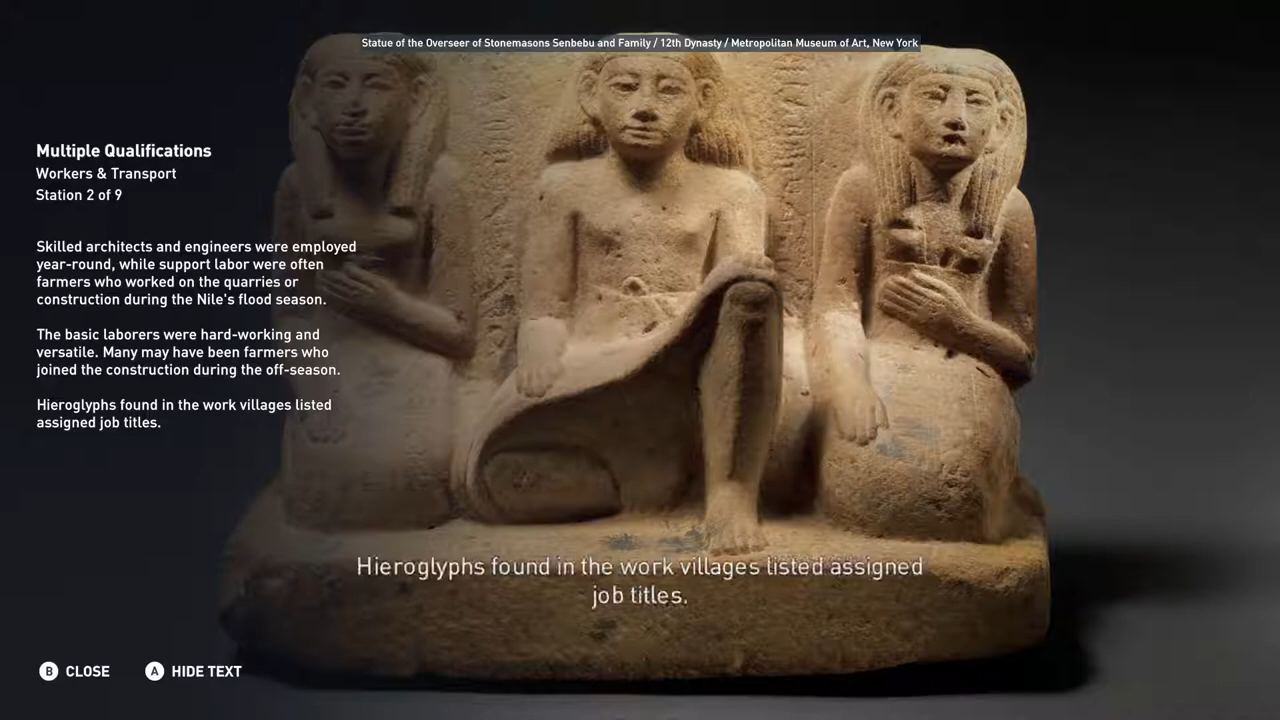 Statue of the Overseer of Stonemasons Senbebu and Family / 12th Dynasty / Metropolitan Museum of Art, New York
Multiple Qualifications
Workers & Transport
Station 2 of 9
Skilled architects and engineers were employed
year-round, while support labor were often
farmers who worked on the quarries or
construction during the Nile's flood season.
The basic laborers were hard-working and
versatile. Many may have been farmers who
joined the construction during the off-season.
Hieroglyphs found in the work villages listed
assigned job titles.
Hieroglyphs found in the work villages listed assigned
job titles.
B CLOSE
A HIDE TEXT